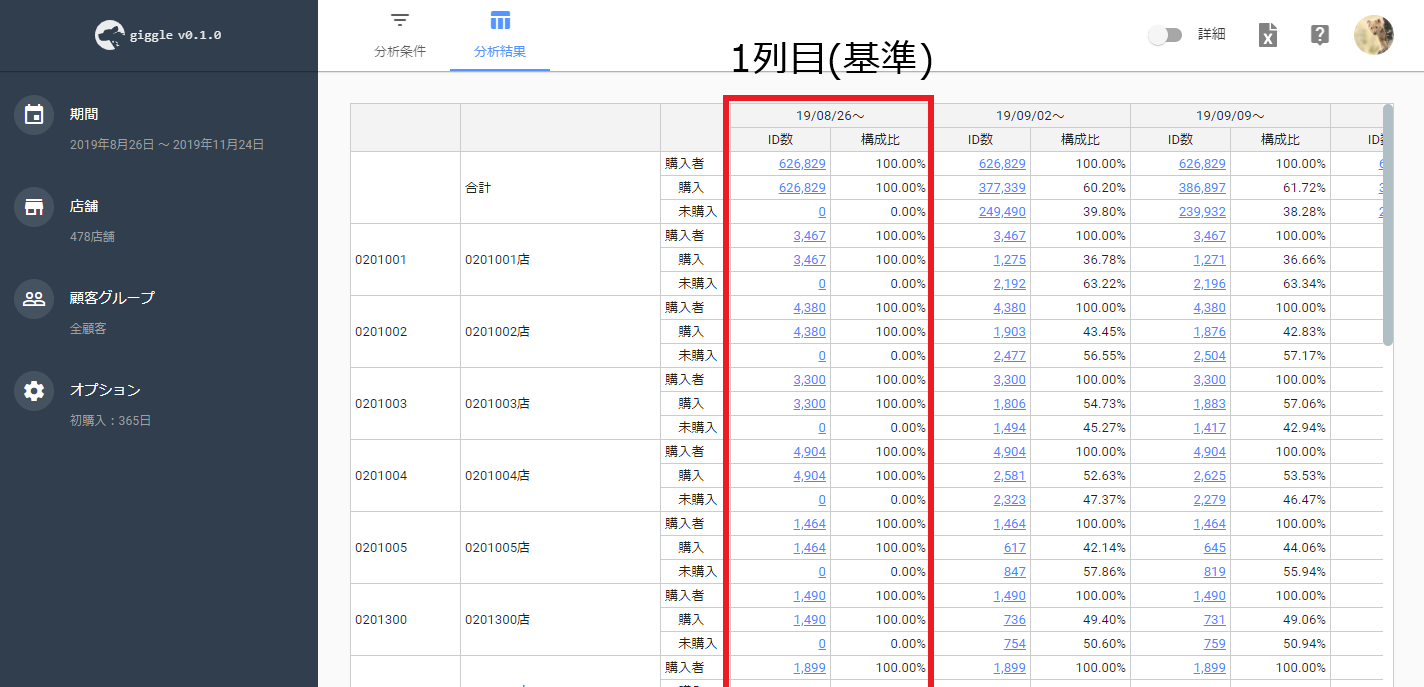 giggle v0.1.0
期間
2019年8月26日 ～ 2019年11月24日
店舗
478店舗
顧客グループ
全顧客
オプション
初購入：365日
分析条件
分析結果
詳細
1列目(基準)
19/08/26～ 19/09/02～ 19/09/09～
ID数 構成比 ID数 構成比 ID数 構成比
購入者 626,829 100.00% 626,829 100.00% 626,829 100.00%
合計 購入 626,829 100.00% 377,339 60.20% 386,897 61.72%
未購入 0 0.00% 249,490 39.80% 239,932 38.28%
購入者 3,467 100.00% 3,467 100.00% 3,467 100.00%
0201001 0201001店 購入 3,467 100.00% 1,275 36.78% 1,271 36.66%
未購入 0 0.00% 2,192 63.22% 2,196 63.34%
購入者 4,380 100.00% 4,380 100.00% 4,380 100.00%
0201002 0201002店 購入 4,380 100.00% 1,903 43.45% 1,876 42.83%
未購入 0 0.00% 2,477 56.55% 2,504 57.17%
購入者 3,300 100.00% 3,300 100.00% 3,300 100.00%
0201003 0201003店 購入 3,300 100.00% 1,806 54.73% 1,883 57.06%
未購入 0 0.00% 1,494 45.27% 1,417 42.94%
購入者 4,904 100.00% 4,904 100.00% 4,904 100.00%
0201004 0201004店 購入 4,904 100.00% 2,581 52.63% 2,625 53.53%
未購入 0 0.00% 2,323 47.37% 2,279 46.47%
購入者 1,464 100.00% 1,464 100.00% 1,464 100.00%
0201005 0201005店 購入 1,464 100.00% 617 42.14% 645 44.06%
未購入 0 0.00% 847 57.86% 819 55.94%
購入者 1,490 100.00% 1,490 100.00% 1,490 100.00%
0201300 0201300店 購入 1,490 100.00% 736 49.40% 731 49.06%
未購入 0 0.00% 754 50.60% 759 50.94%
購入者 1,899 100.00% 1,899 100.00% 1,899 100.00%